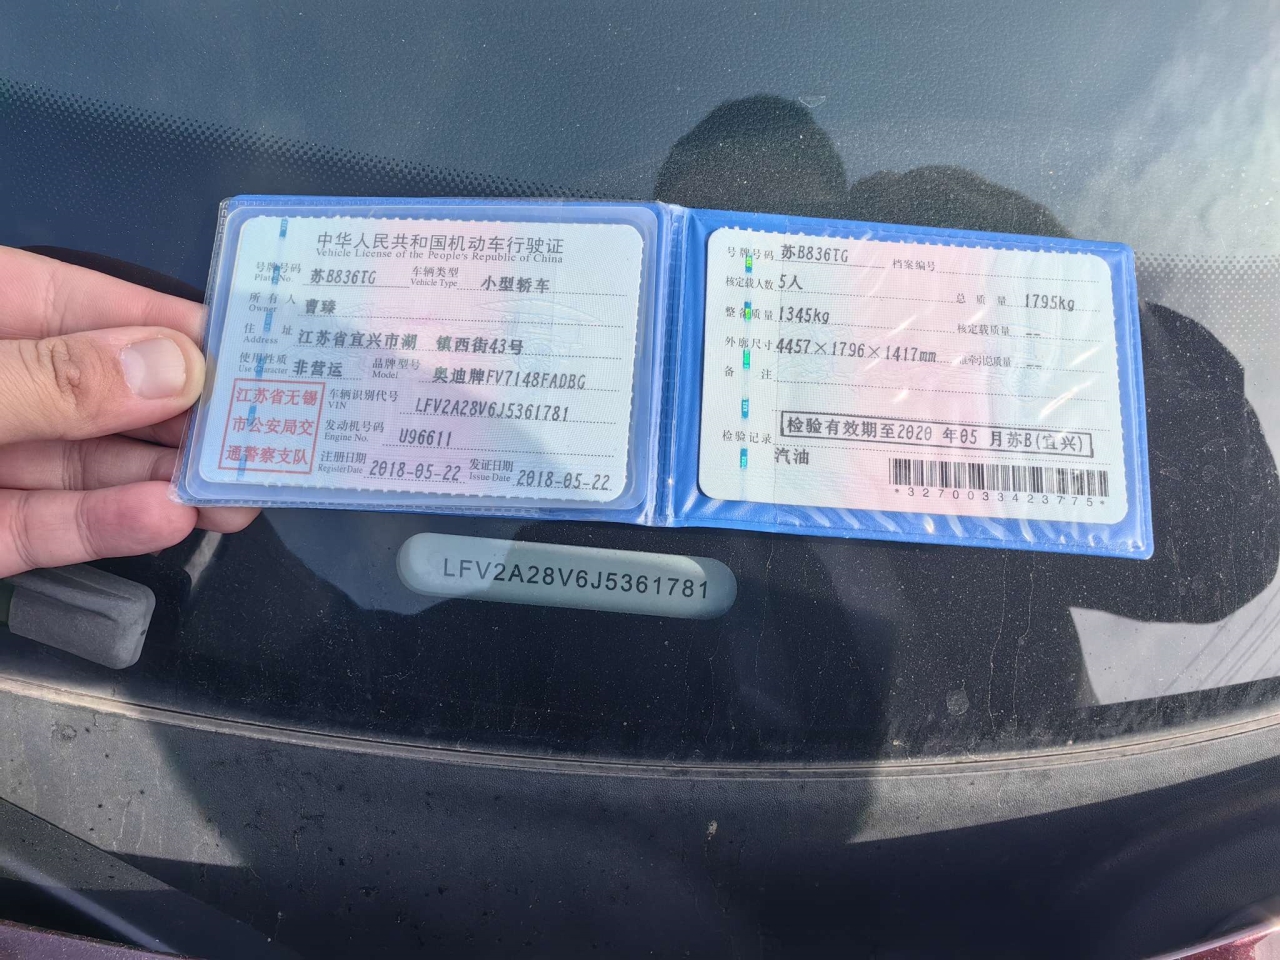 中华人民共和国机动车行驶证
Vehicle License of the People's Republic of China
号牌号码 Plate No. 苏B836TG 车辆类型 Vehicle Type 小型轿车
所有人 Owner 曹臻
住址 Address 江苏省宜兴市湖 镇西街43号
使用性质 Use Character 非营运 品牌型号 Model 奥迪牌FV7148FADBG
江苏省无锡
市公安局交
通警察支队
车辆识别代号 VIN LFV2A28V6J5361781
发动机号码 Engine No. U96611
注册日期 Register Date 2018-05-22 发证日期 Issue Date 2018-05-22
号牌号码 苏B836TG 档案编号
核定载人数 5人 总质量 1795kg
整备质量 1345kg 核定载质量 --
外廓尺寸 4457×1796×1417mm 准牵引总质量 --
备注
检验有效期至2020 年05 月苏B(宜兴)
检验记录
汽油
*3270033423775*
LFV2A28V6J5361781